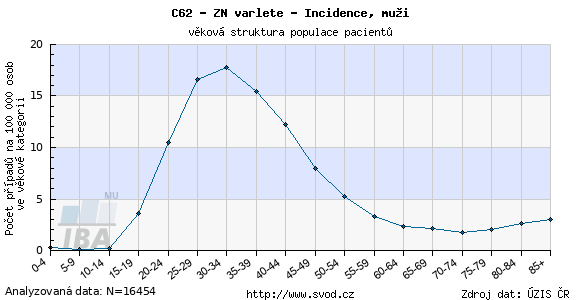 C62 - ZN varlete - Incidence, muži
věková struktura populace pacientů
Počet případů na 100 000 osob
ve věkové kategorii
20
15
10
5
0
MU
IBA
0-4
5-9
10-14
15-19
20-24
25-29
30-34
35-39
40-44
45-49
50-54
55-59
60-64
65-69
70-74
75-79
80-84
85+
Analyzovaná data: N=16454
http://www.svod.cz
Zdroj dat: ÚZIS ČR